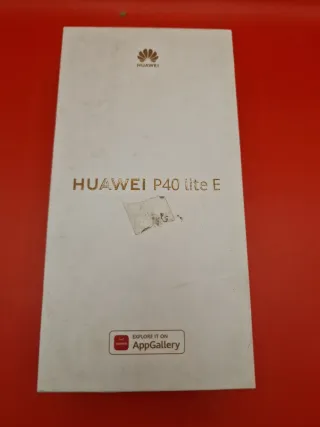 HUAWEI
HUAWEI P40 lite E
EXPLORE IT ON
AppGallery